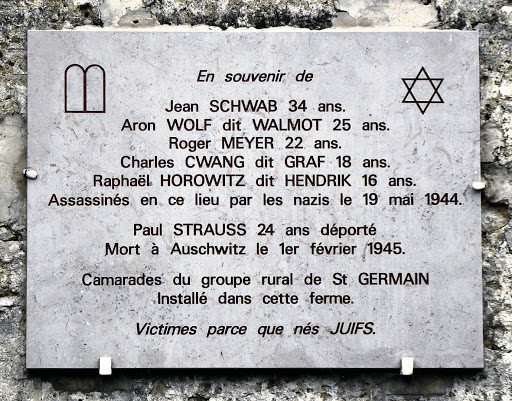 En souvenir de
Jean SCHWAB 34 ans.
Aron WOLF dit WALMOT 25 ans.
Roger MEYER 22 ans.
Charles CWANG dit GRAF 18 ans.
Raphaël HOROWITZ dit HENDRIK 16 ans.
Assassinés en ce lieu par les nazis le 19 mai 1944.
Paul STRAUSS 24 ans déporté
Mort à Auschwitz le 1er février 1945.
Camarades du groupe rural de St GERMAIN
Installé dans cette ferme.
Victimes parce que nés JUIFS.